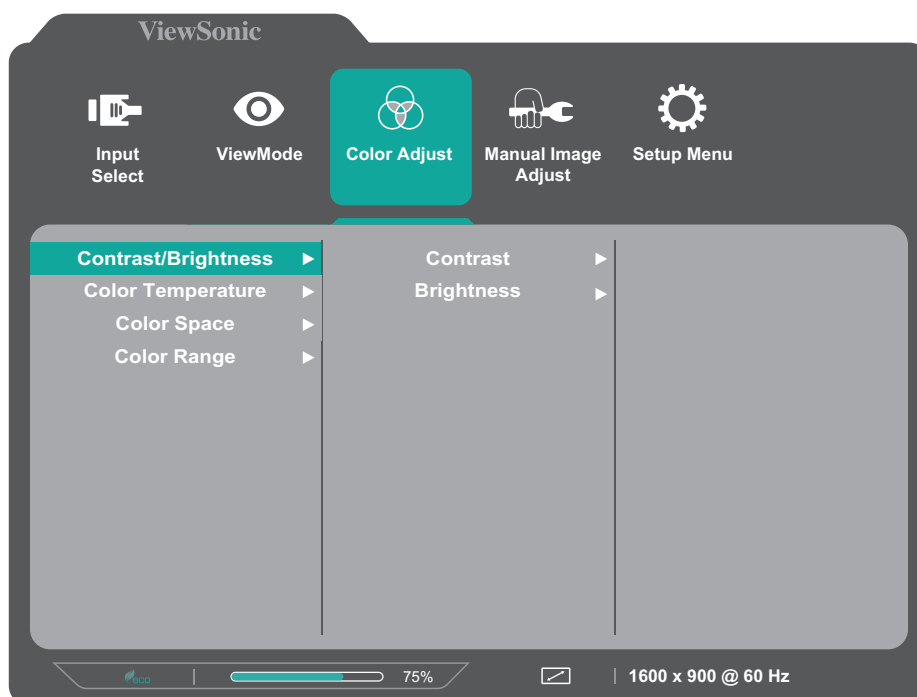 ViewSonic
Input
Select
ViewMode
Color Adjust
Manual Image
Adjust
Setup Menu
Contrast/Brightness
Color Temperature
Color Space
Color Range
Contrast
Brightness
eco
75%
1600 x 900 @ 60 Hz